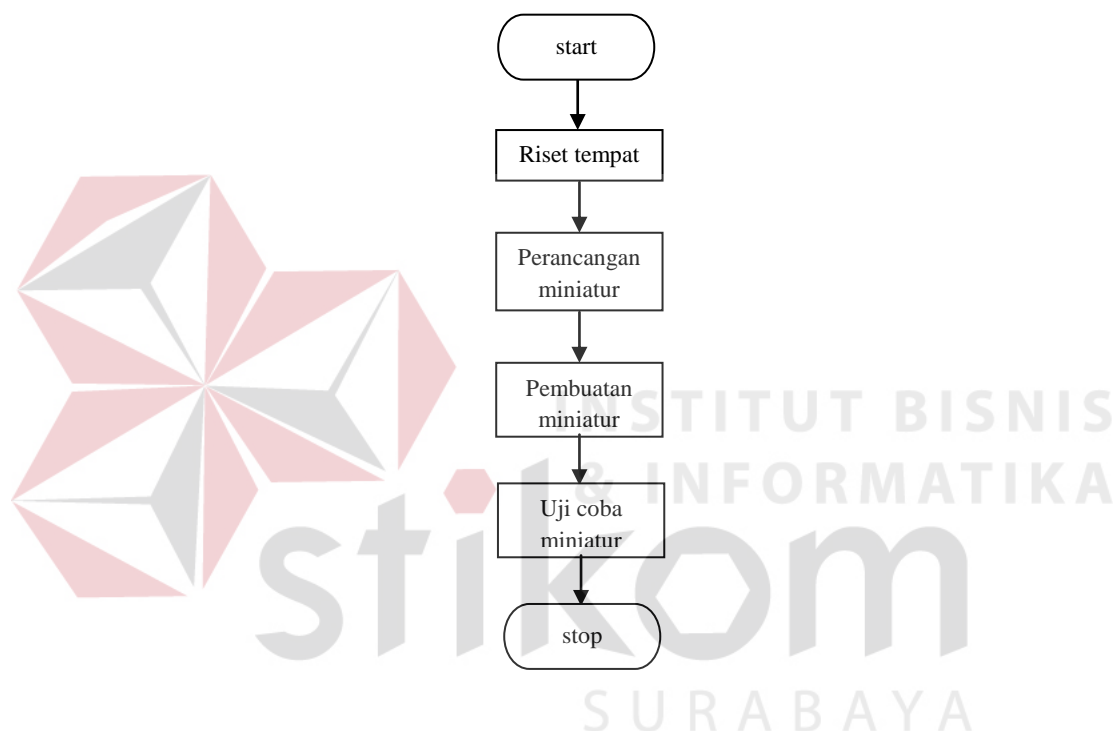 start
Riset tempat
Perancangan
miniatur
Pembuatan
miniatur
Uji coba
miniatur
stop
INSTITUT BISNIS
& INFORMATIKA
stikom
SURABAYA